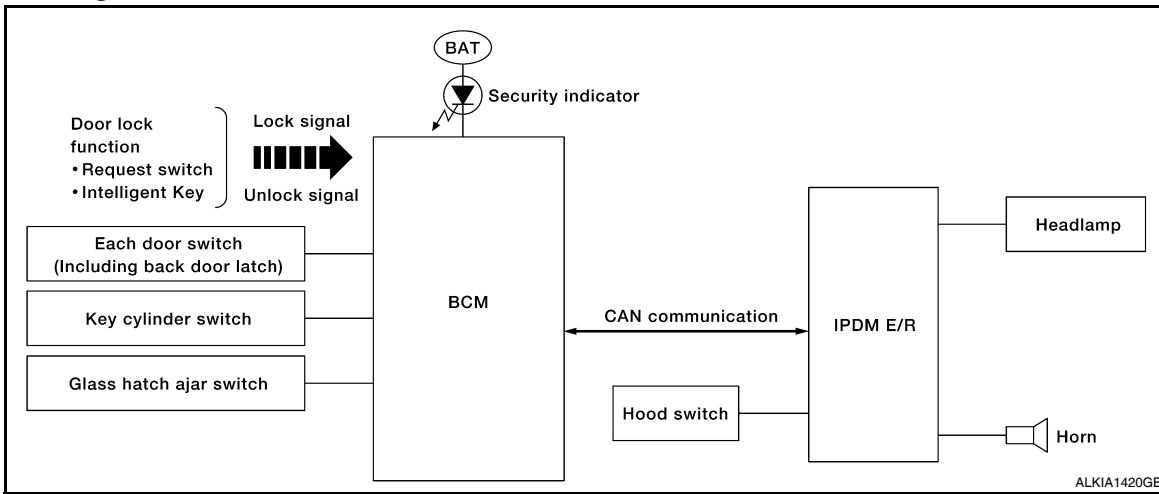 BAT
Security indicator
Door lock
function
• Request switch
• Intelligent Key
Lock signal
Unlock signal
Each door switch
(Including back door latch)
Key cylinder switch
Glass hatch ajar switch
BCM
CAN communication
IPDM E/R
Hood switch
Headlamp
Horn